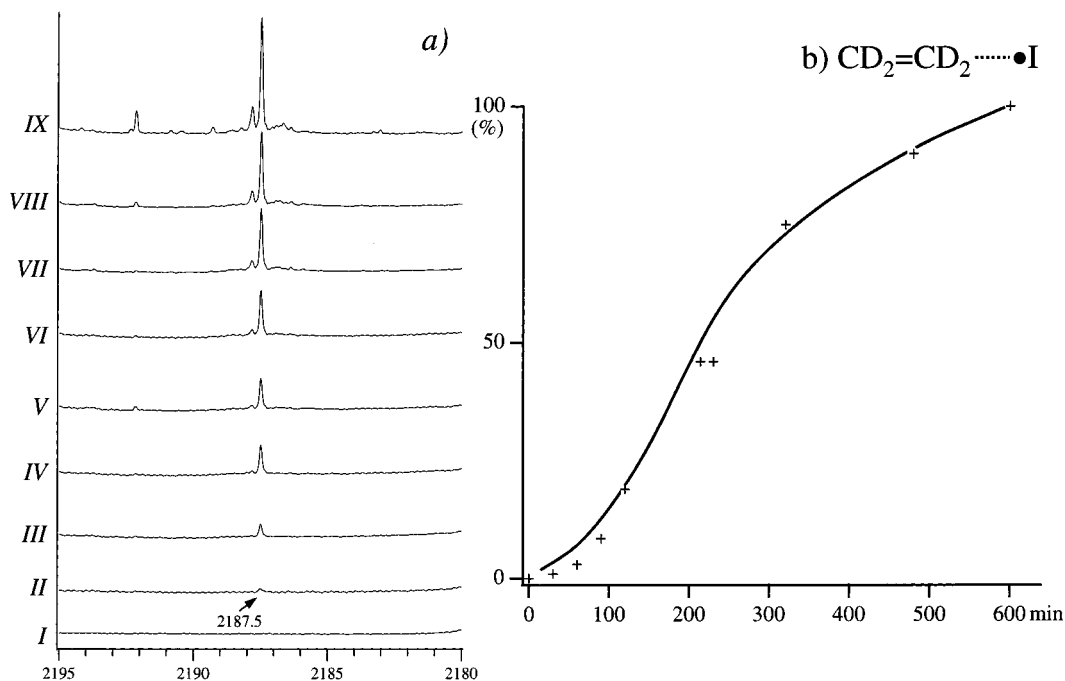 a)
IX
VIII
VII
VI
V
IV
III
II
I
2187.5
2195 2190 2185 2180
b) CD₂=CD₂ ········●I
100
(%)
50
0
0 100 200 300 400 500 600 min